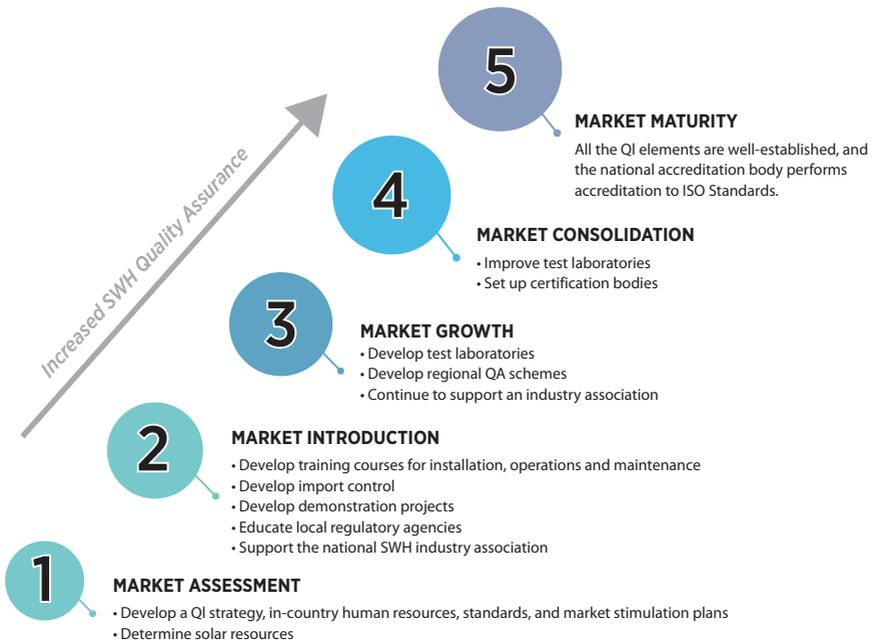 5
MARKET MATURITY
All the QI elements are well-established, and
the national accreditation body performs
accreditation to ISO Standards.
4
MARKET CONSOLIDATION
• Improve test laboratories
• Set up certification bodies
Increased SWH Quality Assurance
3
MARKET GROWTH
• Develop test laboratories
• Develop regional QA schemes
• Continue to support an industry association
2
MARKET INTRODUCTION
• Develop training courses for installation, operations and maintenance
• Develop import control
• Develop demonstration projects
• Educate local regulatory agencies
• Support the national SWH industry association
1
MARKET ASSESSMENT
• Develop a QI strategy, in-country human resources, standards, and market stimulation plans
• Determine solar resources